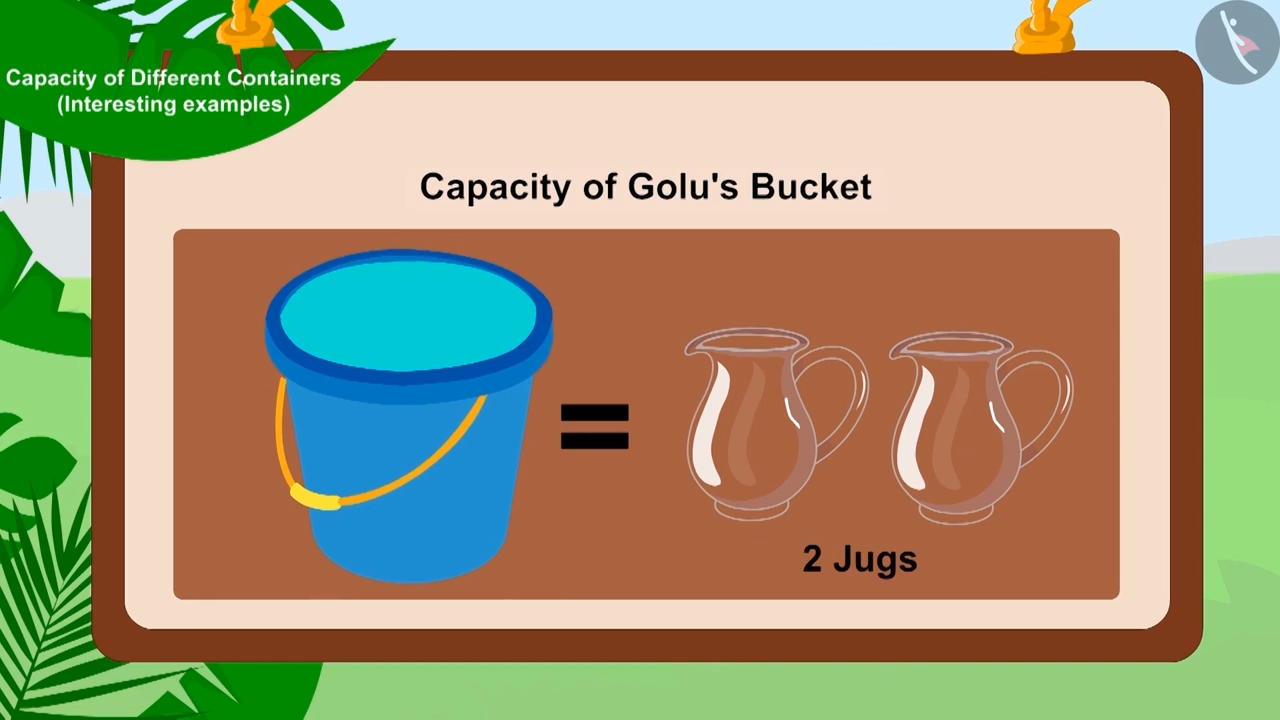 Capacity of Different Containers
(Interesting examples)
Capacity of Golu's Bucket
2 Jugs